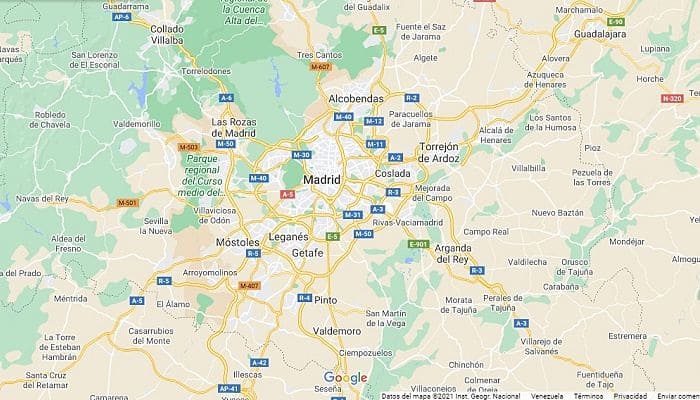 Guadarrama
AP-6
Collado
Villalba
regional de
la Cuenca
Alta del...
del Guadalix
E-5
Fuente el Saz
de Jarama
Marchamalo
E-90
Guadalajara
Navas
Marqués
San Lorenzo
de El Escorial
Torrelodones
Tres Cantos
M-607
Algete
Alovera
Lupiana
Azuqueca
de Henares
Horche
A-6
Alcobendas
R-2
N-320
Robledo
de Chavela
Valdemorillo
Las Rozas
de Madrid
M-40
M-12
Paracuellos
de Jarama
Los Santos
de la Humosa
Alcalá de
Henares
M-503
M-50
M-11
Torrejón
de Ardoz
Parque
regional
del Curso
medio del...
M-30
A-2
M-40
Madrid
Coslada
Villalbilla
Pezuela de
las Torres
A-5
R-3
Mejorada
del Campo
Navas del Rey
M-501
Villaviciosa
de Odón
M-31
A-3
Rivas-Vaciamadrid
Nuevo Baztán
Sevilla
la Nueva
Aldea del
Fresno
Móstoles
Leganés
E-5
M-50
E-901
Arganda
del Rey
Mondéjar
R-5
Getafe
Valdilecha
Orusco
de Tajuña
Carabaña
a del Prado
Arroyomolinos
M-407
R-3
Méntrida
El Álamo
R-4
Pinto
Morata
de Tajuña
Perales de
Tajuña
San Martín
de la Vega
A-3
La Torre
de Esteban
Hambrán
Casarrubios
del Monte
Valdemoro
Villarejo de
Salvanés
Estremera
Ciempozuelos
Illescas
A-42
Chinchón
Santa Cruz
del Retamar
Camarena
AP-41
Yuncos
Seseña
Google
Villaconejos
Colmenar
de Oreja
Fuentidueña
de Tajo
Datos del mapa ©2021 Inst. Geogr. Nacional
Venezuela
Términos
Privacidad
Enviar coment